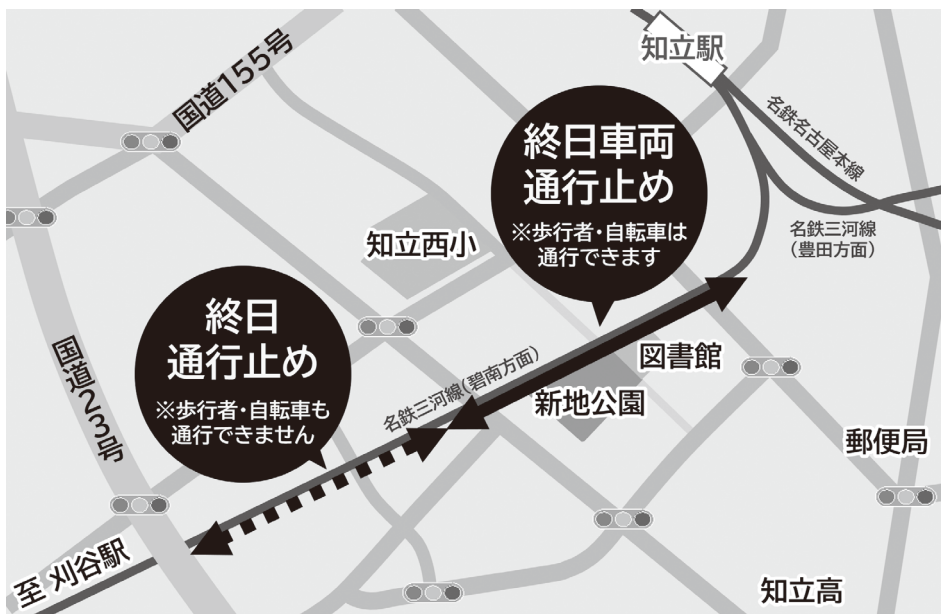 国道155号
知立駅
名鉄名古屋本線
終日車両
通行止め
※歩行者・自転車は
通行できます
名鉄三河線
（豊田方面）
知立西小
終日
通行止め
※歩行者・自転車も
通行できません
国道23号
名鉄三河線（碧南方面）
図書館
新地公園
郵便局
至 刈谷駅
知立高